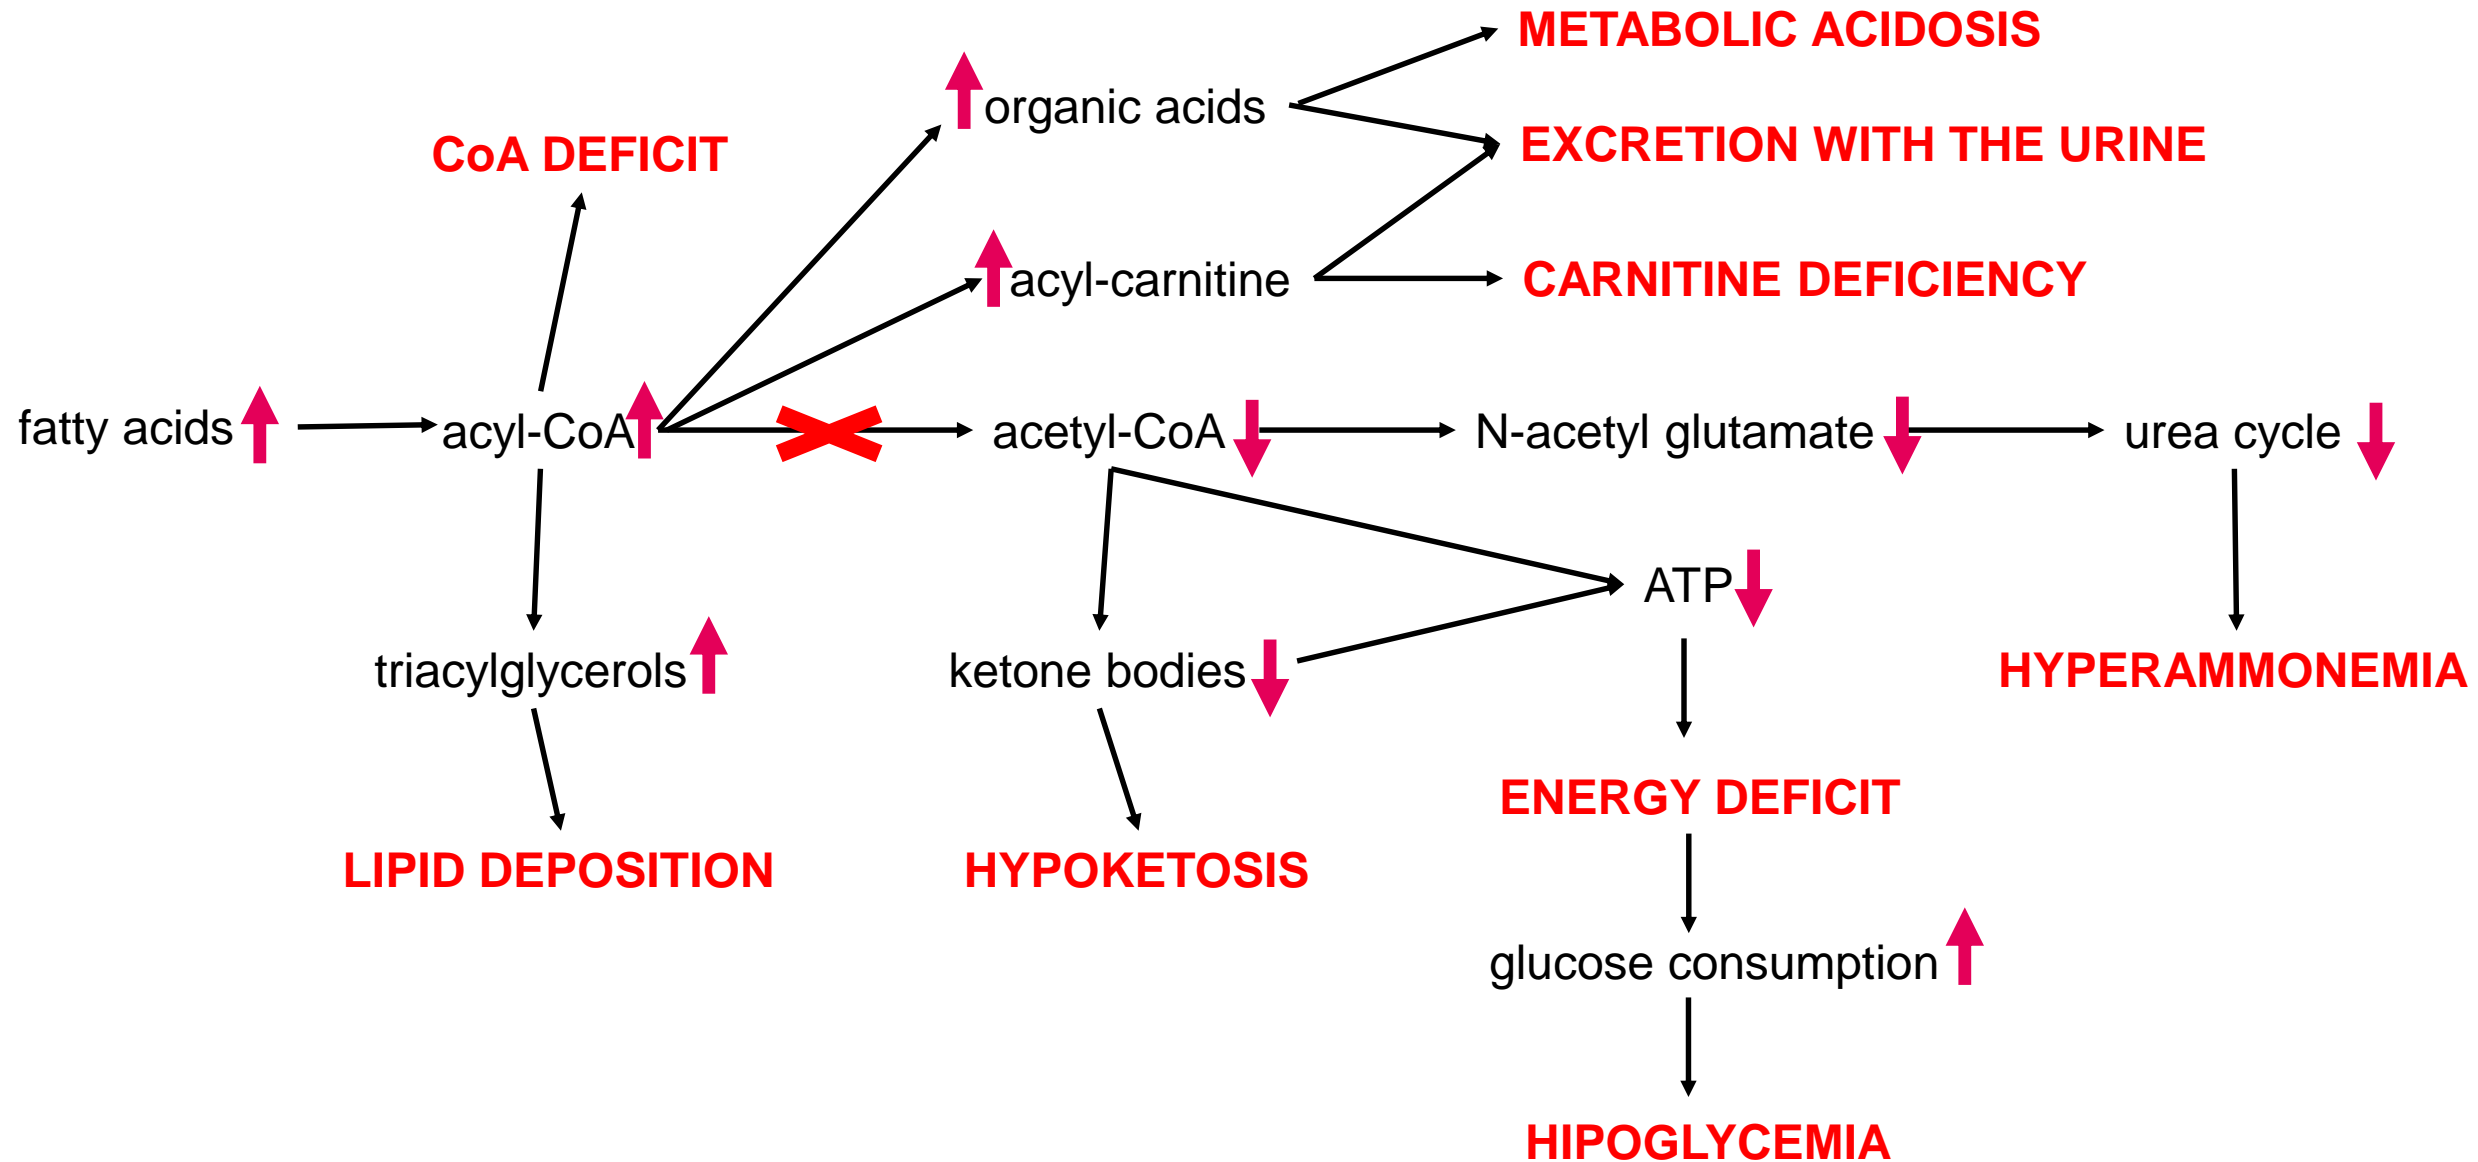 METABOLIC ACIDOSIS
organic acids
CoA DEFICIT
EXCRETION WITH THE URINE
acyl-carnitine
CARNITINE DEFICIENCY
fatty acids
acyl-CoA
acetyl-CoA
N-acetyl glutamate
urea cycle
ATP
triacylglycerols
ketone bodies
HYPERAMMONEMIA
ENERGY DEFICIT
LIPID DEPOSITION
HYPOKETOSIS
glucose consumption
HIPOGLYCEMIA